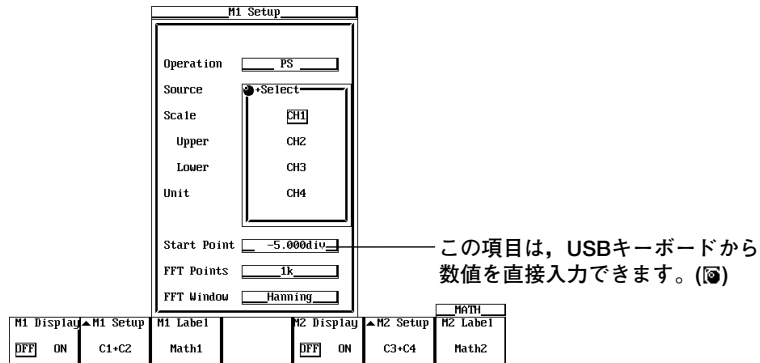 M1 Setup
Operation PS
Source +Select
Scale CH1
Upper CH2
Lower CH3
Unit CH4
Start Point -5.000div
FFT Points 1k
FFT Window Hanning
この項目は，USBキーボードから
数値を直接入力できます。()
MATH
M1 Display M1 Setup M1 Label M2 Display M2 Setup M2 Label
OFF ON C1+C2 Math1 OFF ON C3+C4 Math2